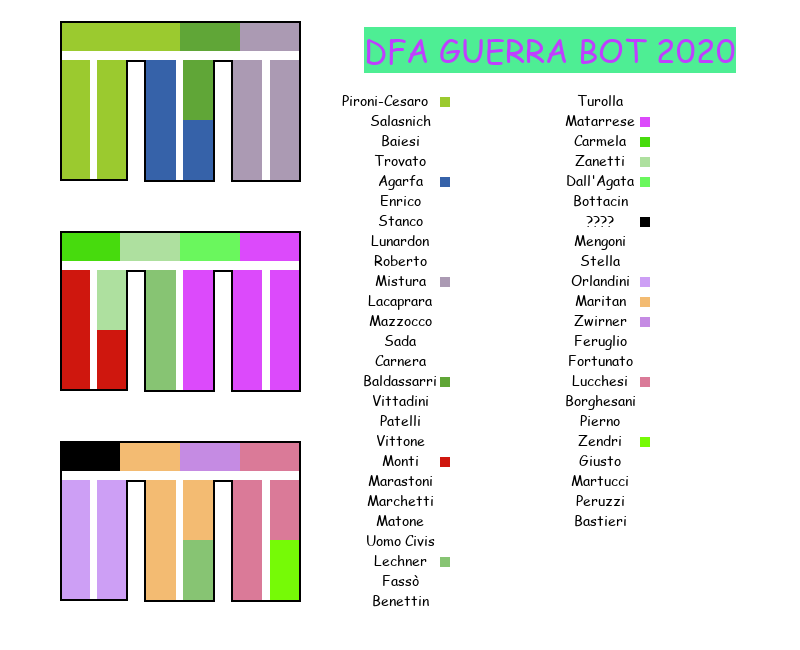 DFA GUERRA BOT 2020
Pironi-Cesaro
Salasnich
Baiesi
Trovato
Agarfa
Enrico
Stanco
Lunardon
Roberto
Mistura
Lacaprara
Mazzocco
Sada
Carnera
Baldassarri
Vittadini
Patelli
Vittone
Monti
Marastoni
Marchetti
Matone
Uomo Civis
Lechner
Fassò
Benettin
Turolla
Matarrese
Carmela
Zanetti
Dall'Agata
Bottacin
????
Mengoni
Stella
Orlandini
Maritan
Zwirner
Feruglio
Fortunato
Lucchesi
Borghesani
Pierno
Zendri
Giusto
Martucci
Peruzzi
Bastieri